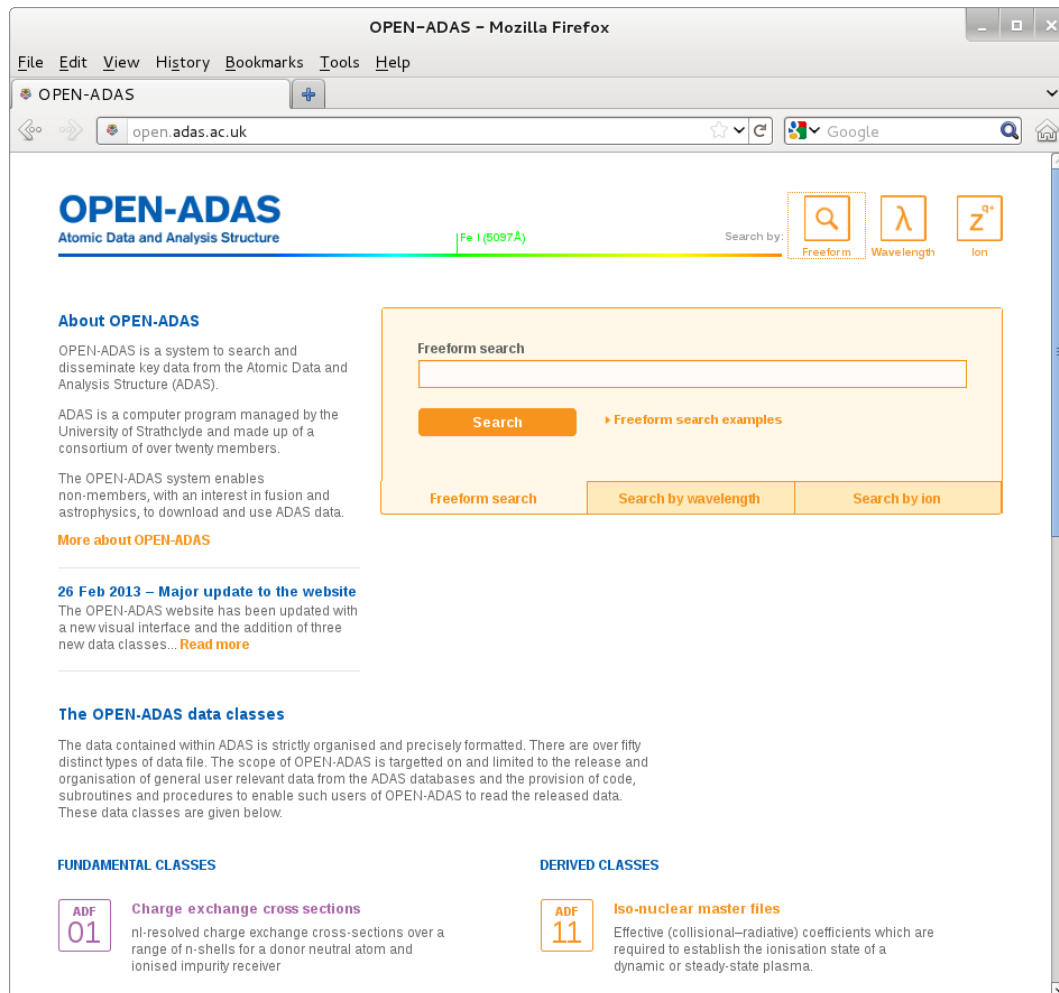 OPEN-ADAS - Mozilla Firefox
File Edit View History Bookmarks Tools Help
OPEN-ADAS
open.adas.ac.uk
Google
OPEN-ADAS
Atomic Data and Analysis Structure
Fe I (5097Å)
Search by:
Freeform
λ
Wavelength
z q+
Ion
About OPEN-ADAS
OPEN-ADAS is a system to search and
disseminate key data from the Atomic Data and
Analysis Structure (ADAS).
ADAS is a computer program managed by the
University of Strathclyde and made up of a
consortium of over twenty members.
The OPEN-ADAS system enables
non-members, with an interest in fusion and
astrophysics, to download and use ADAS data.
More about OPEN-ADAS
26 Feb 2013 – Major update to the website
The OPEN-ADAS website has been updated with
a new visual interface and the addition of three
new data classes... Read more
Freeform search
Search
Freeform search examples
Freeform search
Search by wavelength
Search by ion
The OPEN-ADAS data classes
The data contained within ADAS is strictly organised and precisely formatted. There are over fifty
distinct types of data file. The scope of OPEN-ADAS is targetted on and limited to the release and
organisation of general user relevant data from the ADAS databases and the provision of code,
subroutines and procedures to enable such users of OPEN-ADAS to read the released data.
These data classes are given below.
FUNDAMENTAL CLASSES
ADF
01
Charge exchange cross sections
nl-resolved charge exchange cross-sections over a
range of n-shells for a donor neutral atom and
ionised impurity receiver
DERIVED CLASSES
ADF
11
Iso-nuclear master files
Effective (collisional–radiative) coefficients which are
required to establish the ionisation state of a
dynamic or steady-state plasma.